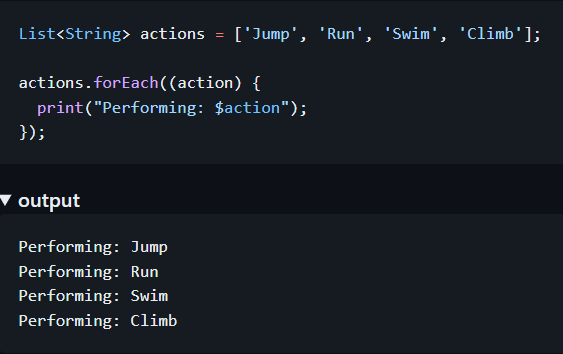 List<String> actions = ['Jump', 'Run', 'Swim', 'Climb'];
actions.forEach((action) {
  print("Performing: $action");
});
output
Performing: Jump
Performing: Run
Performing: Swim
Performing: Climb